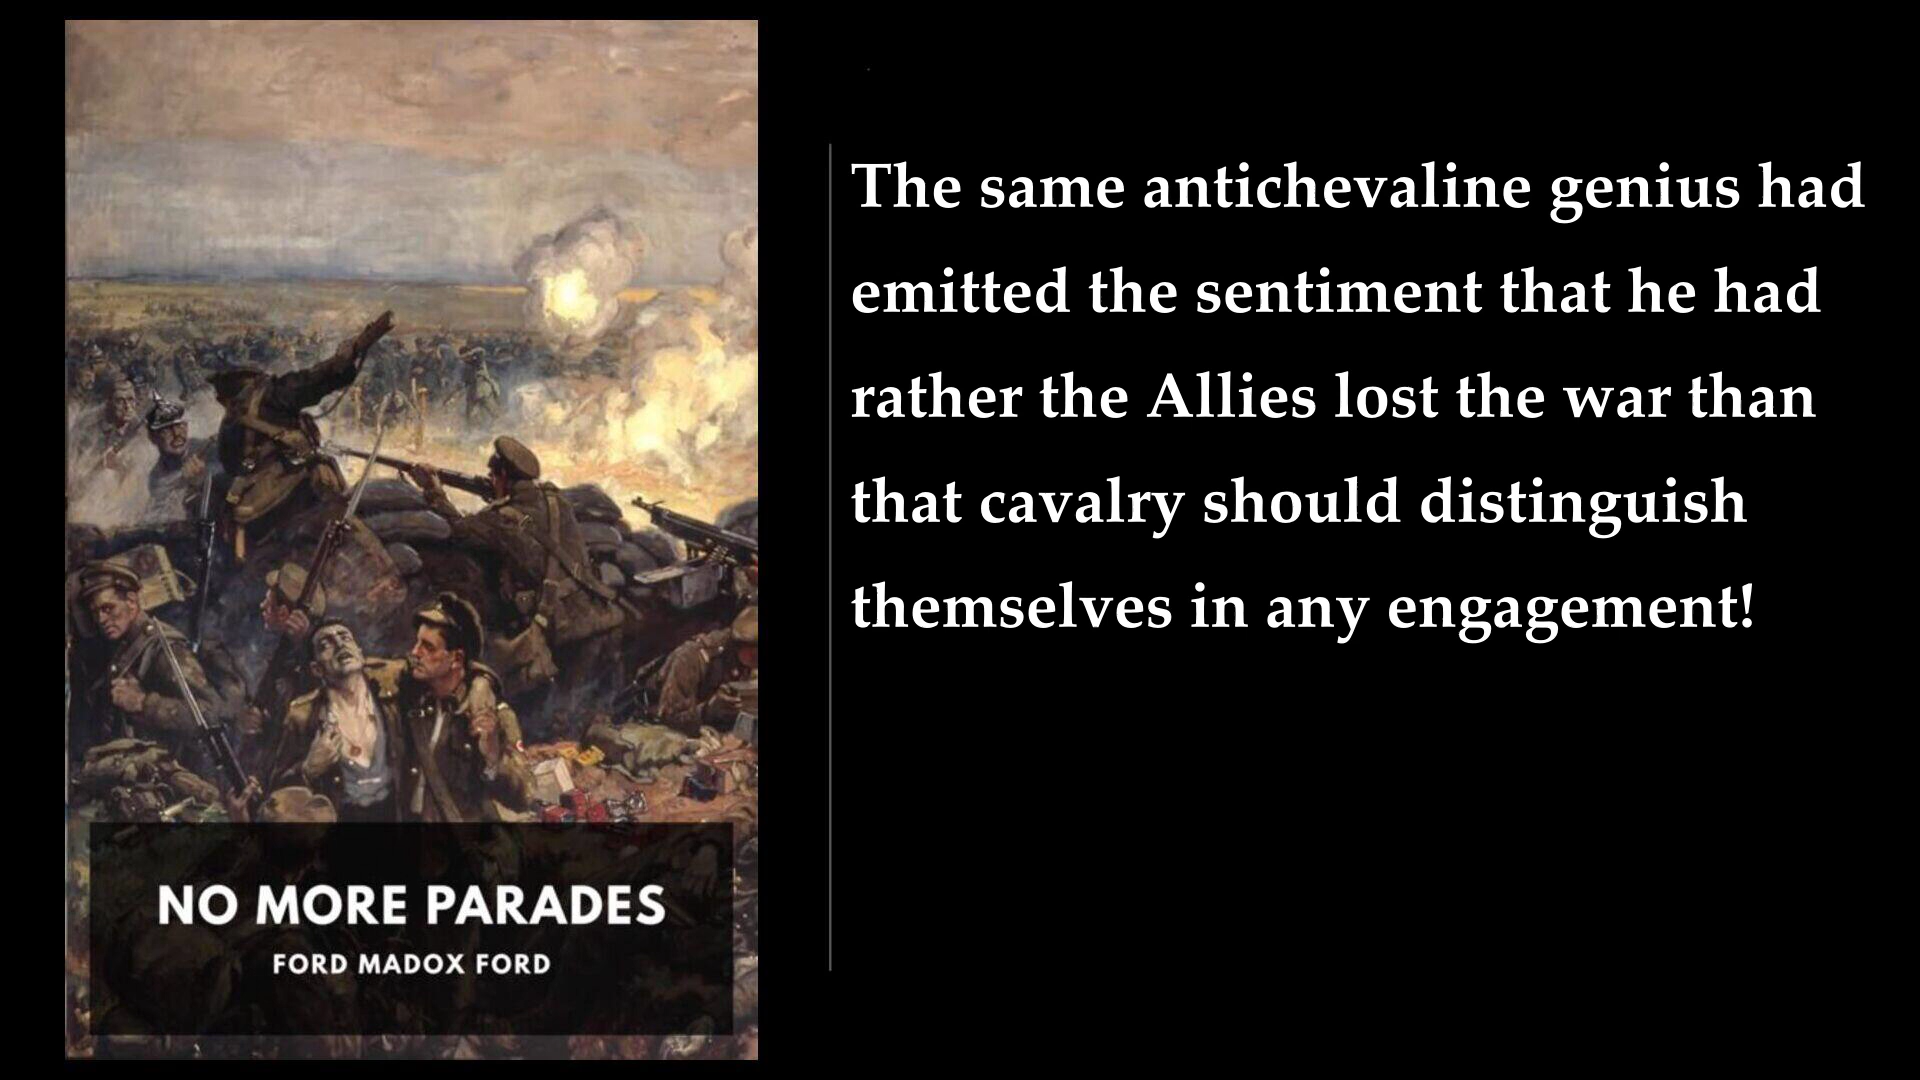 The same antichevaline genius had
emitted the sentiment that he had
rather the Allies lost the war than
that cavalry should distinguish
themselves in any engagement!
NO MORE PARADES
FORD MADOX FORD